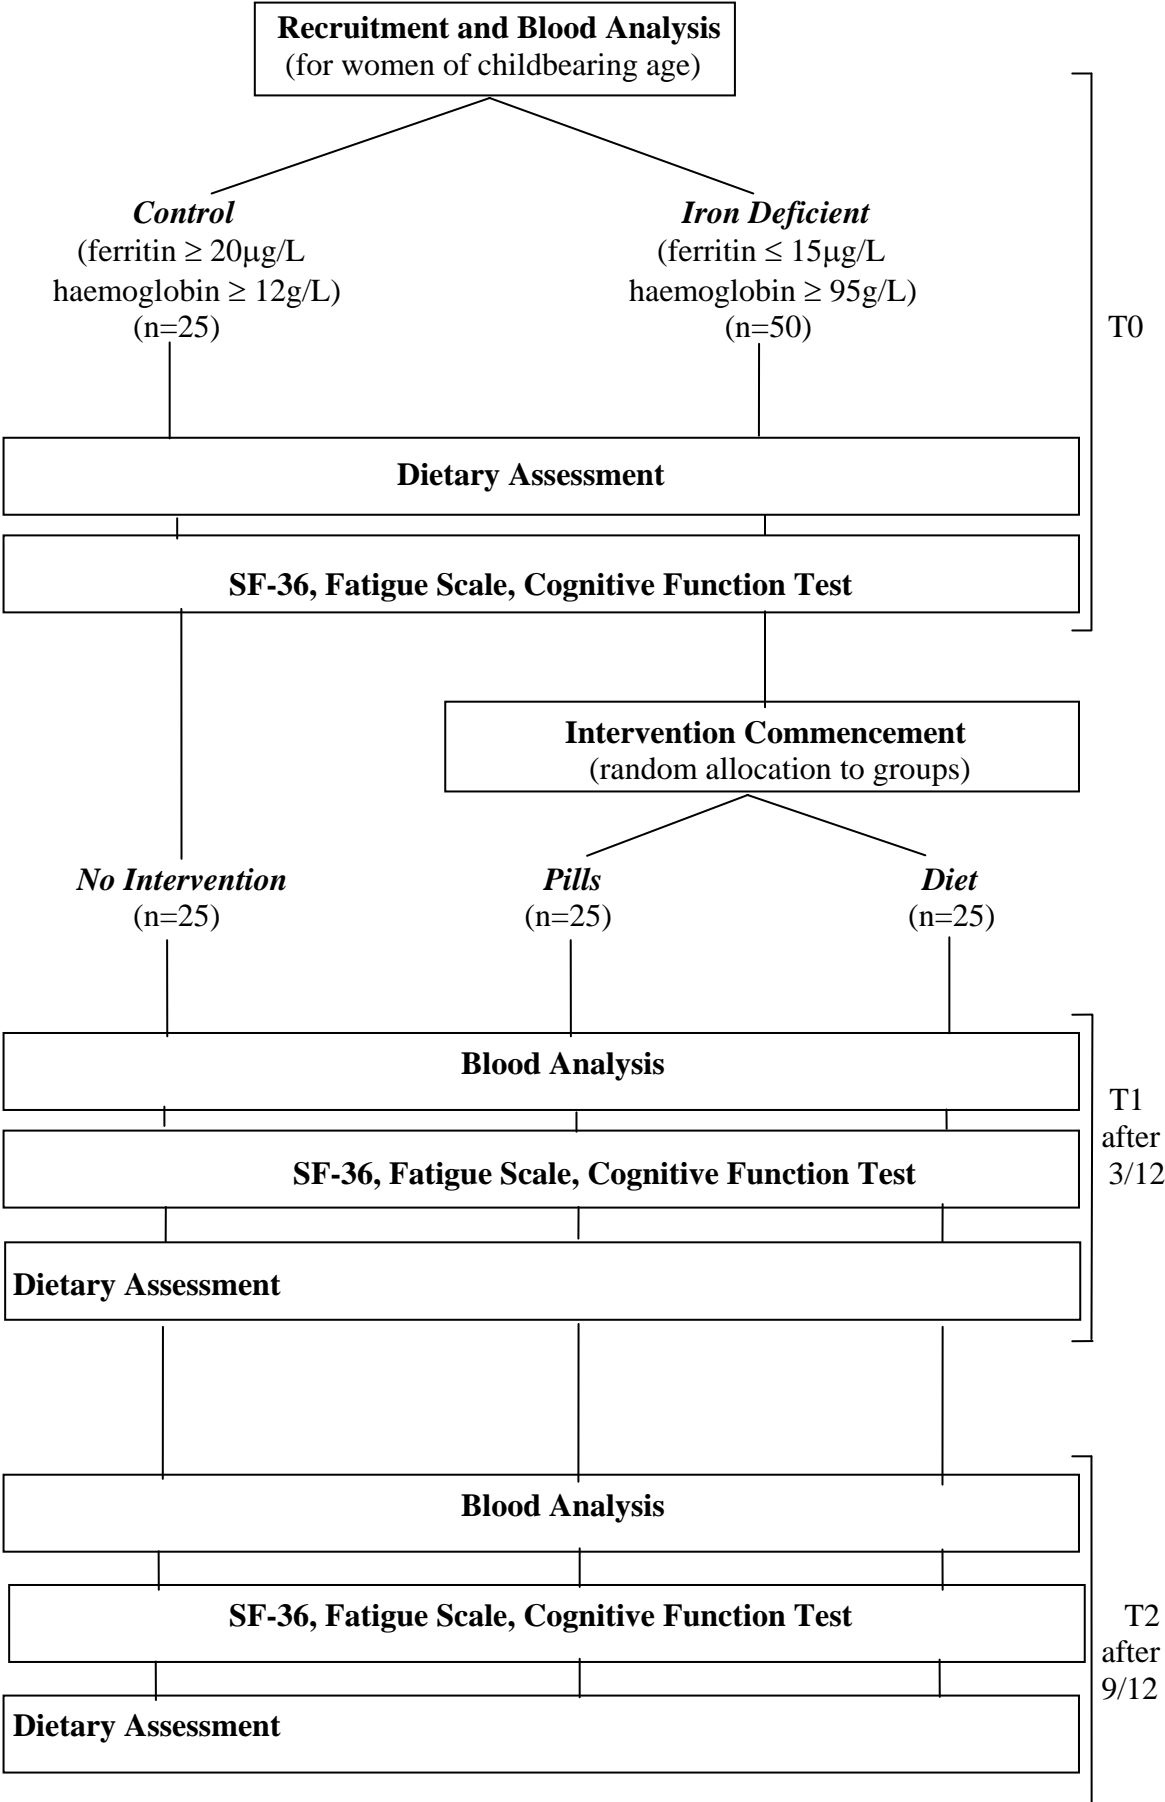 Recruitment and Blood Analysis
(for women of childbearing age)
Control
(ferritin ≥ 20μg/L
haemoglobin ≥ 12g/L)
(n=25)
Iron Deficient
(ferritin ≤ 15μg/L
haemoglobin ≥ 95g/L)
(n=50)
T0
Dietary Assessment
SF-36, Fatigue Scale, Cognitive Function Test
Intervention Commencement
(random allocation to groups)
No Intervention
(n=25)
Pills
(n=25)
Diet
(n=25)
Blood Analysis
SF-36, Fatigue Scale, Cognitive Function Test
Dietary Assessment
T1
after
3/12
Blood Analysis
SF-36, Fatigue Scale, Cognitive Function Test
Dietary Assessment
T2
after
9/12